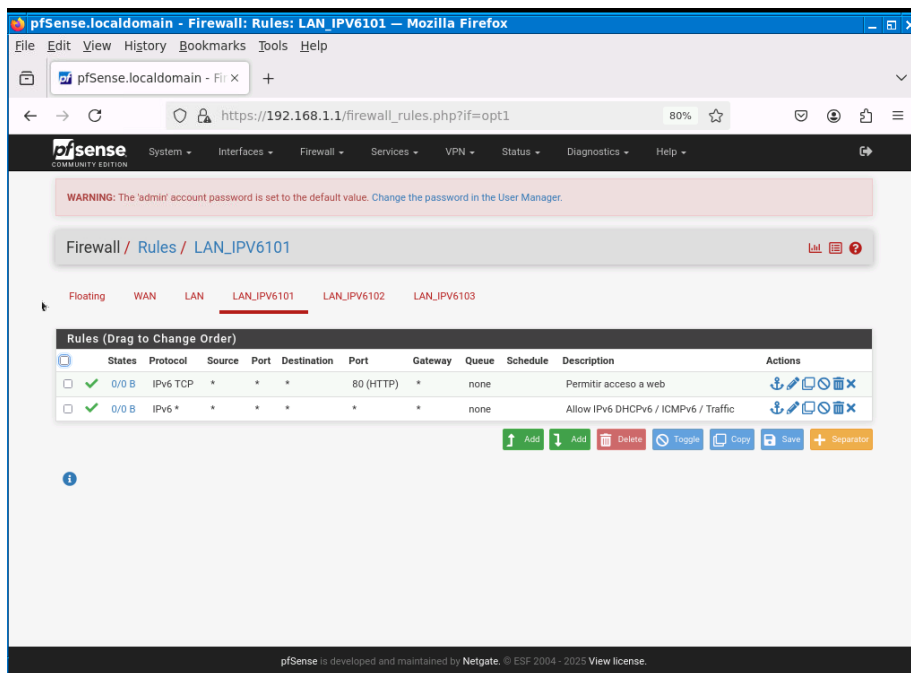 pfSense.localdomain - Firewall: Rules: LAN_IPV6101 — Mozilla Firefox
File Edit View History Bookmarks Tools Help
pf pfSense.localdomain - Fir
https://192.168.1.1/firewall_rules.php?if=opt1 80%
pfsense COMMUNITY EDITION System Interfaces Firewall Services VPN Status Diagnostics Help
WARNING: The 'admin' account password is set to the default value. Change the password in the User Manager.
Firewall / Rules / LAN_IPV6101
Floating WAN LAN LAN_IPV6101 LAN_IPV6102 LAN_IPV6103
Rules (Drag to Change Order)
States Protocol Source Port Destination Port Gateway Queue Schedule Description Actions
0/0 B IPv6 TCP * * * 80 (HTTP) * none Permitir acceso a web
0/0 B IPv6 * * * * * * none Allow IPv6 DHCPv6 / ICMPv6 / Traffic
Add Add Delete Toggle Copy Save Separator
pfSense is developed and maintained by Netgate. © ESF 2004 - 2025 View license.